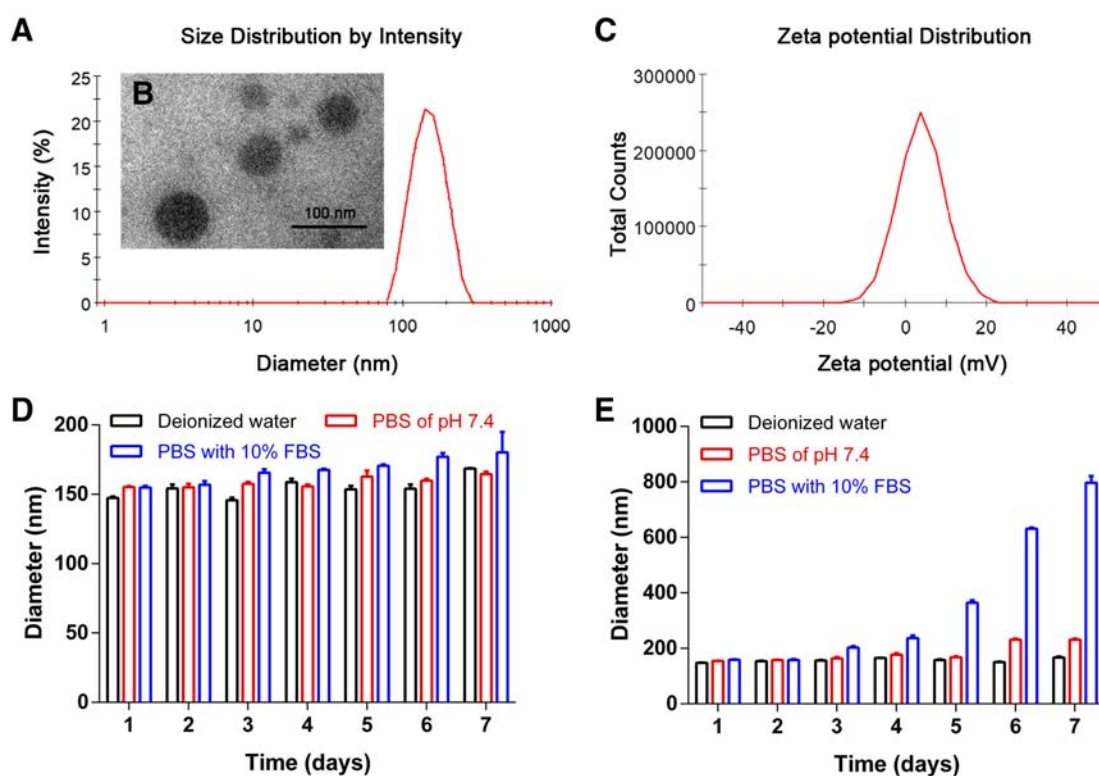 A
Size Distribution by Intensity
25
20
15
10
5
0
Intensity (%)
B
100 nm
1 10 100 1000
Diameter (nm)
C
Zeta potential Distribution
300000
200000
100000
0
Total Counts
-40 -20 0 20 40
Zeta potential (mV)
D
Deionized water
PBS of pH 7.4
PBS with 10% FBS
200
150
100
50
0
Diameter (nm)
1 2 3 4 5 6 7
Time (days)
E
Deionized water
PBS of pH 7.4
PBS with 10% FBS
1000
800
600
400
200
0
Diameter (nm)
1 2 3 4 5 6 7
Time (days)